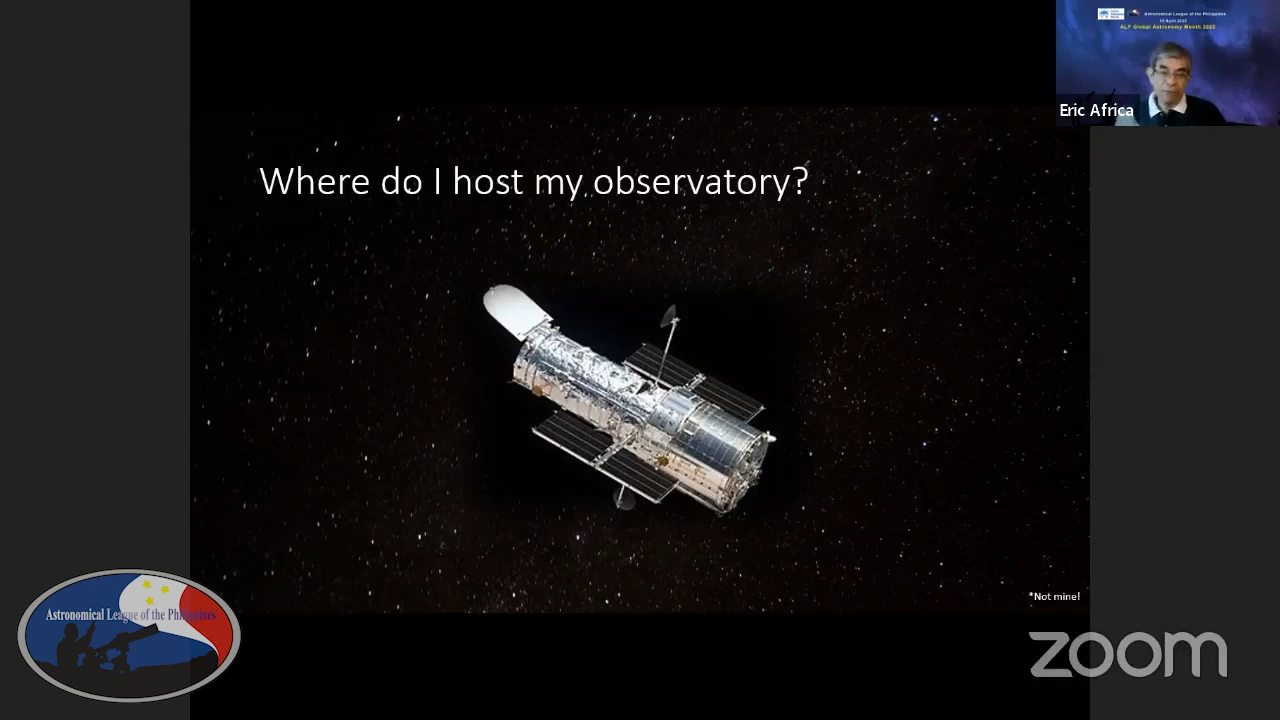 Astronomical League of the Philippines
ALP Global Astronomy Month 2023
Eric Africa
Where do I host my observatory?
*Not mine!
Astronomical League of the Philippines
zoom